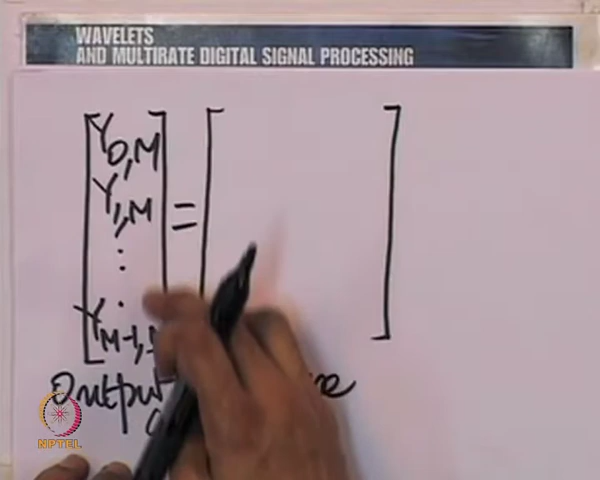 WAVELETS
AND MULTIRATE DIGITAL SIGNAL PROCESSING
Y0,M
Y1,M
=
:
Output
NPTEL